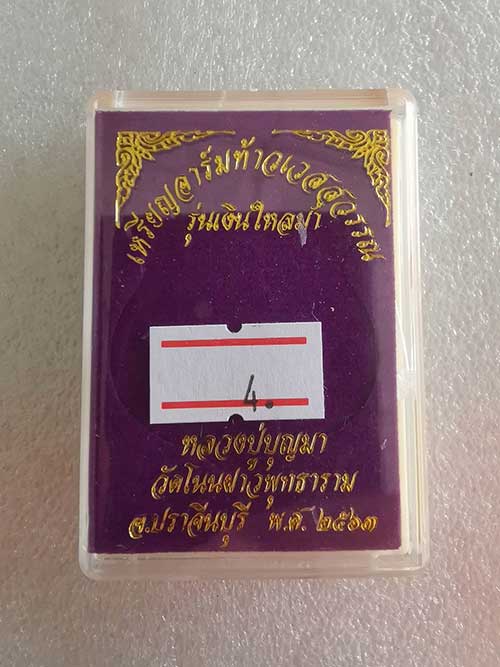 เหรียญอาร์มท้าวเวสสุวรรณ
รุ่นเงินไหลมา
4.
หลวงปู่บุญมา
วัดโนนฝาวพุทธาราม
จ.ปราจีนบุรี พ.ศ. ๒๕๖๓